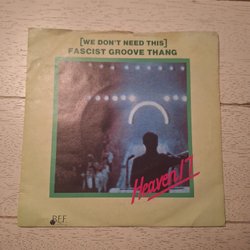 [WE DON'T NEED THIS]
FASCIST GROOVE THANG
Heaven 17
B.E.F.